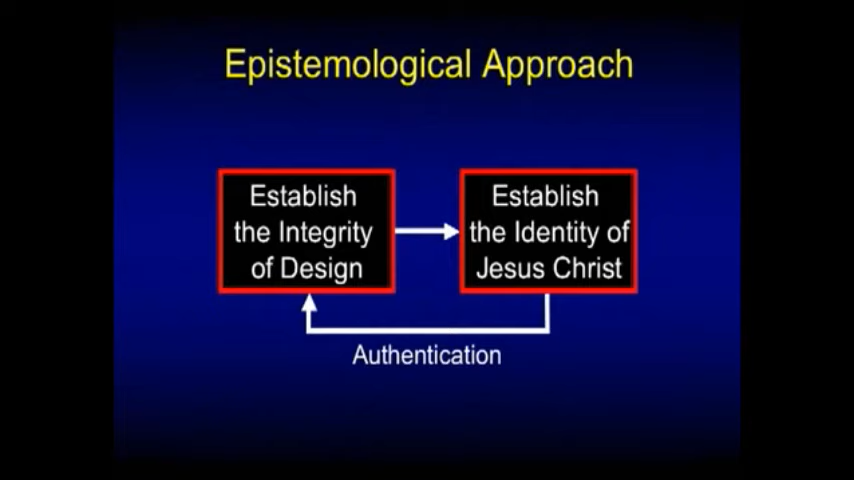 Epistemological Approach
Establish
the Integrity
of Design
Establish
the Identity of
Jesus Christ
Authentication